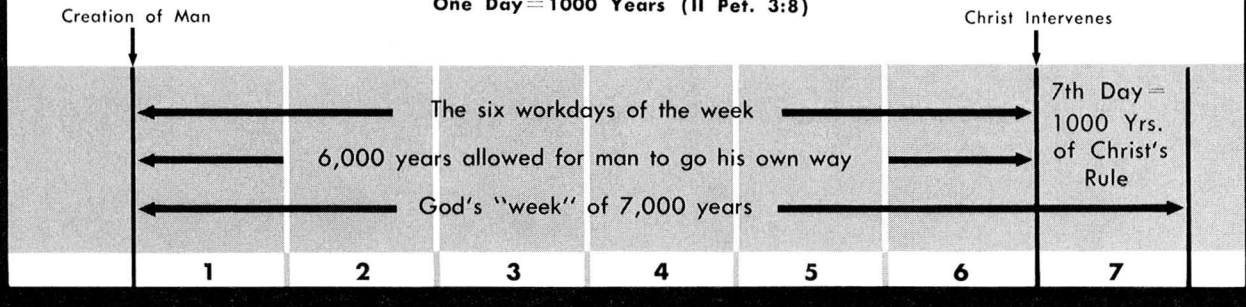 One Day = 1000 Years (II Pet. 3:8)
Creation of Man
Christ Intervenes
The six workdays of the week
6,000 years allowed for man to go his own way
God's "week" of 7,000 years
7th Day =
1000 Yrs.
of Christ's
Rule
1 2 3 4 5 6 7